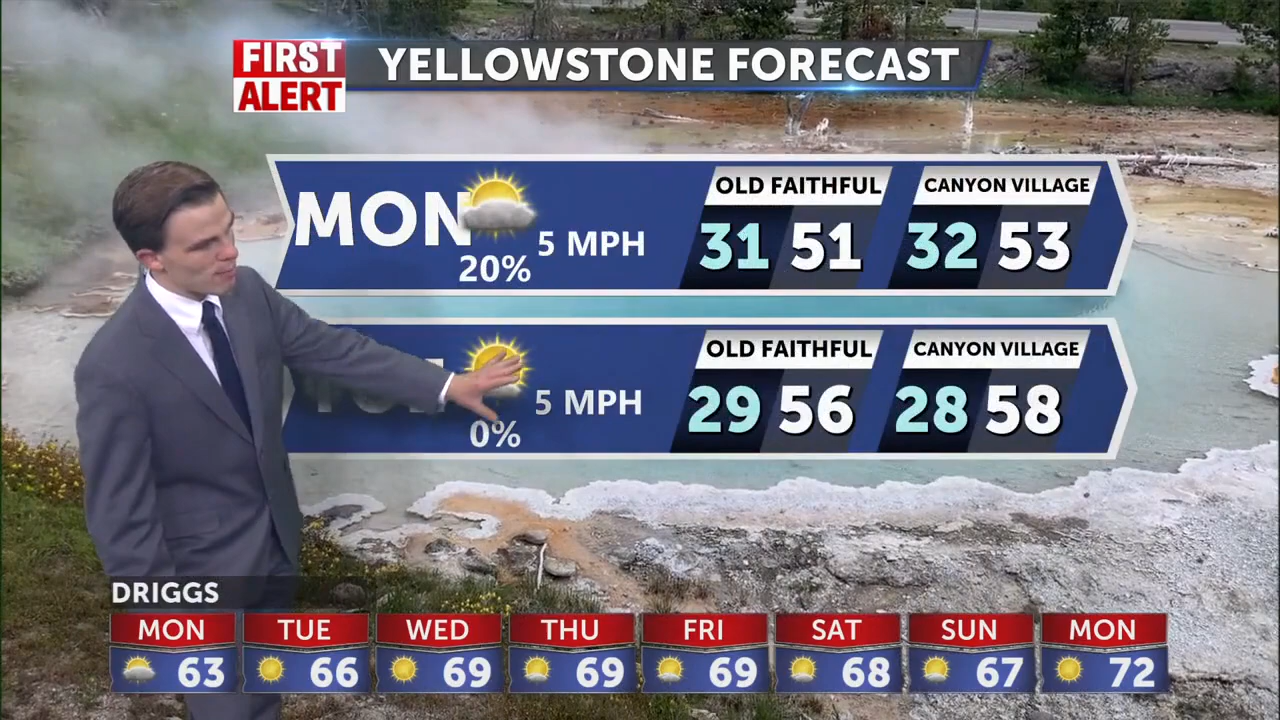 FIRST
ALERT
YELLOWSTONE FORECAST
MON
20%
5 MPH
OLD FAITHFUL
31 51
CANYON VILLAGE
32 53
0%
5 MPH
OLD FAITHFUL
29 56
CANYON VILLAGE
28 58
DRIGGS
MON TUE WED THU FRI SAT SUN MON
63 66 69 69 69 68 67 72